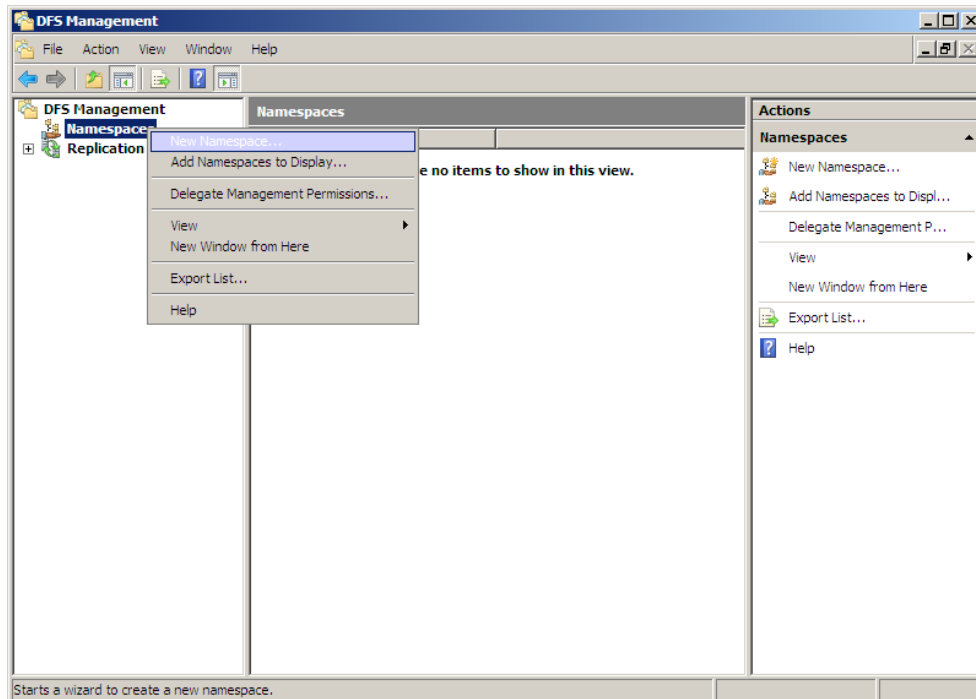 DFS Management
File Action View Window Help
DFS Management
Namespaces
Replication
Namespaces
e no items to show in this view.
New Namespace...
Add Namespaces to Display...
Delegate Management Permissions...
View
New Window from Here
Export List...
Help
Actions
Namespaces
New Namespace...
Add Namespaces to Displ...
Delegate Management P...
View
New Window from Here
Export List...
Help
Starts a wizard to create a new namespace.